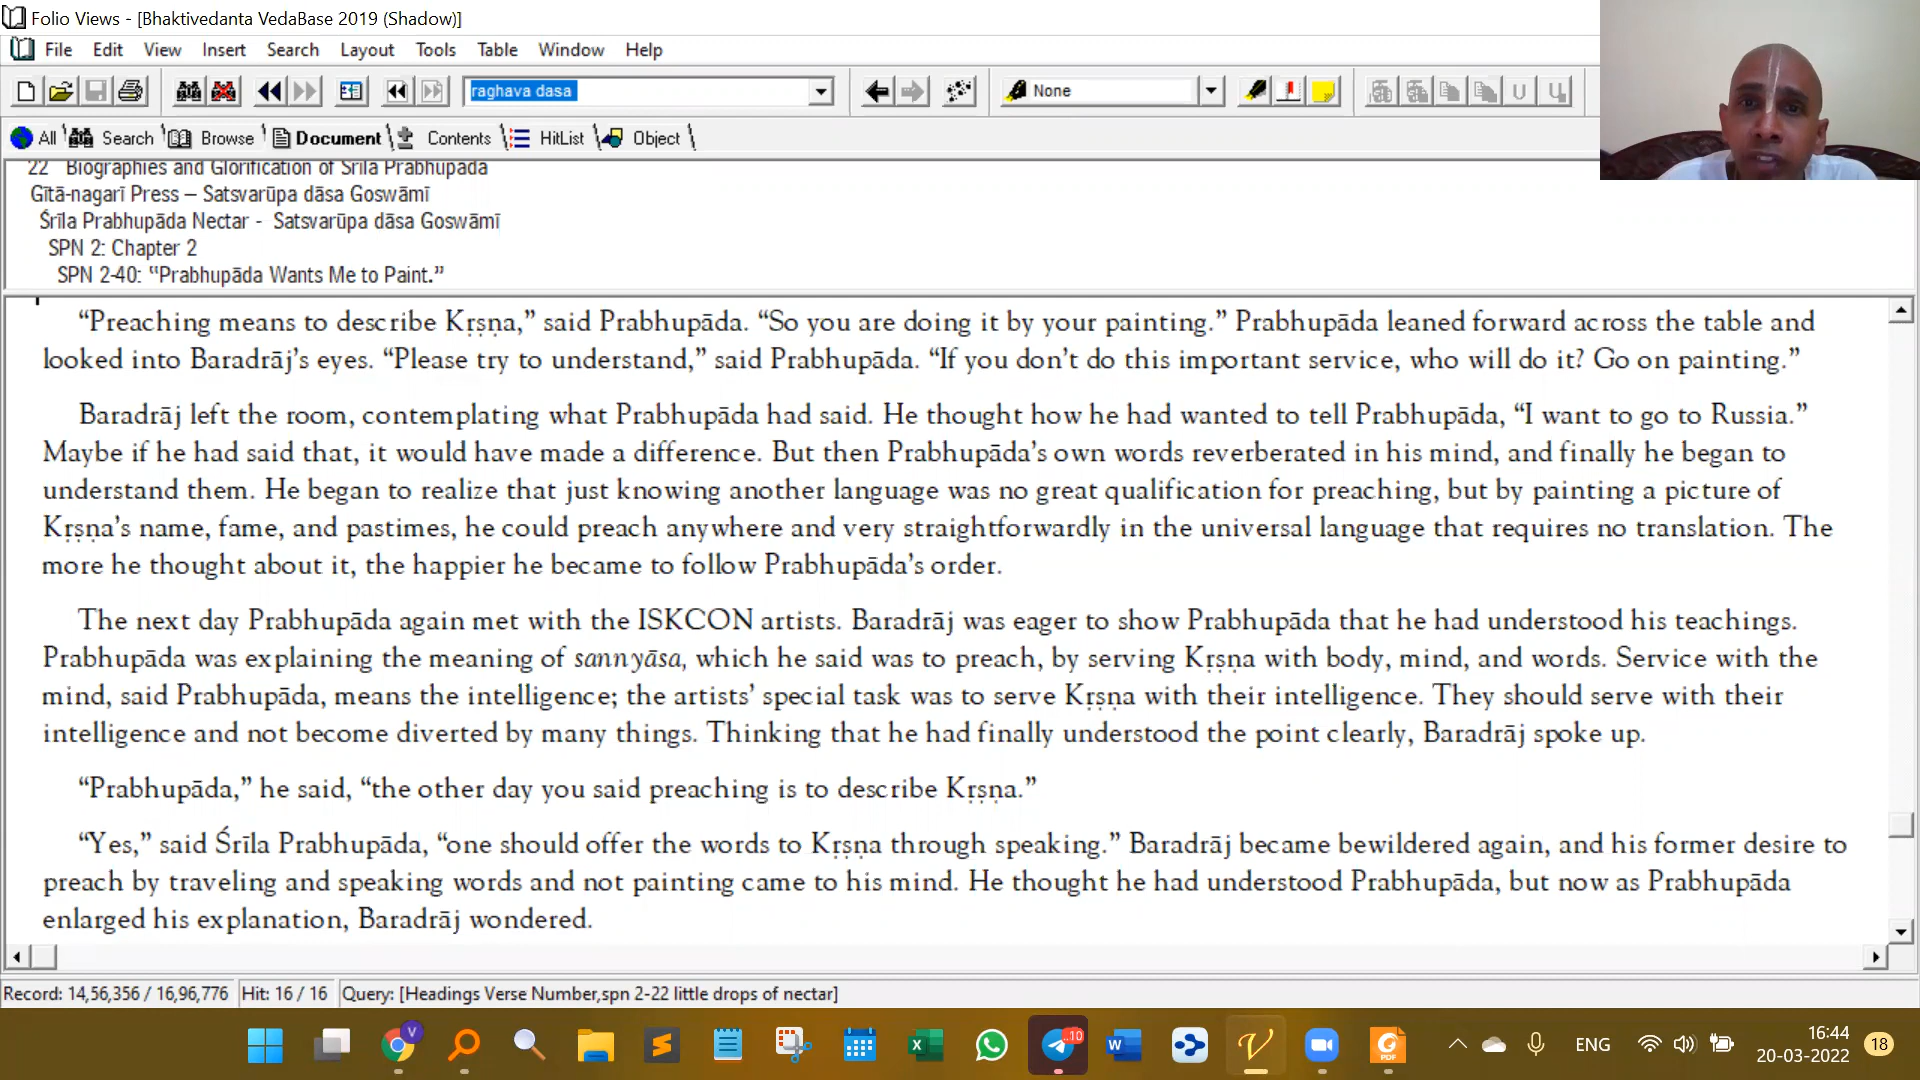 Folio Views - [Bhaktivedanta VedaBase 2019 (Shadow)]
File Edit View Insert Search Layout Tools Table Window Help
raghava dasa None
All Search Browse Document Contents HitList Object
22 Biographies and Glorification of Śrīla Prabhupāda
Gītā-nagarī Press – Satsvarūpa dāsa Goswāmī
Śrīla Prabhupāda Nectar - Satsvarūpa dāsa Goswāmī
SPN 2: Chapter 2
SPN 2-40: “Prabhupāda Wants Me to Paint.”
“Preaching means to describe Kṛṣṇa,” said Prabhupāda. “So you are doing it by your painting.” Prabhupāda leaned forward across the table and
looked into Baradrāj’s eyes. “Please try to understand,” said Prabhupāda. “If you don’t do this important service, who will do it? Go on painting.”
Baradrāj left the room, contemplating what Prabhupāda had said. He thought how he had wanted to tell Prabhupāda, “I want to go to Russia.”
Maybe if he had said that, it would have made a difference. But then Prabhupāda’s own words reverberated in his mind, and finally he began to
understand them. He began to realize that just knowing another language was no great qualification for preaching, but by painting a picture of
Kṛṣṇa’s name, fame, and pastimes, he could preach anywhere and very straightforwardly in the universal language that requires no translation. The
more he thought about it, the happier he became to follow Prabhupāda’s order.
The next day Prabhupāda again met with the ISKCON artists. Baradrāj was eager to show Prabhupāda that he had understood his teachings.
Prabhupāda was explaining the meaning of sannyāsa, which he said was to preach, by serving Kṛṣṇa with body, mind, and words. Service with the
mind, said Prabhupāda, means the intelligence; the artists’ special task was to serve Kṛṣṇa with their intelligence. They should serve with their
intelligence and not become diverted by many things. Thinking that he had finally understood the point clearly, Baradrāj spoke up.
“Prabhupāda,” he said, “the other day you said preaching is to describe Kṛṣṇa.”
“Yes,” said Śrīla Prabhupāda, “one should offer the words to Kṛṣṇa through speaking.” Baradrāj became bewildered again, and his former desire to
preach by traveling and speaking words and not painting came to his mind. He thought he had understood Prabhupāda, but now as Prabhupāda
enlarged his explanation, Baradrāj wondered.
Record: 14,56,356 / 16,96,776 Hit: 16 / 16 Query: [Headings Verse Number,spn 2-22 little drops of nectar]
ENG 16:44
20-03-2022 18